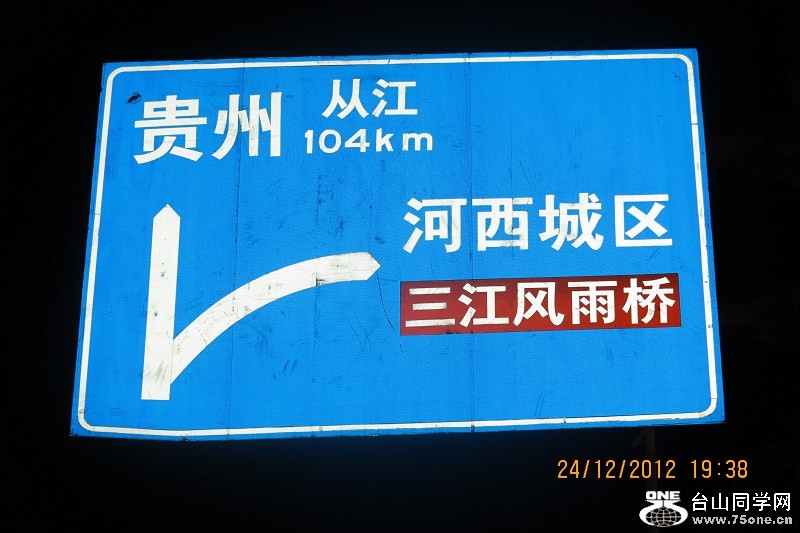 贵州
从江
104km
河西城区
三江风雨桥
24/12/2012 19:38
ONE 台山同学网
www.75one.cn